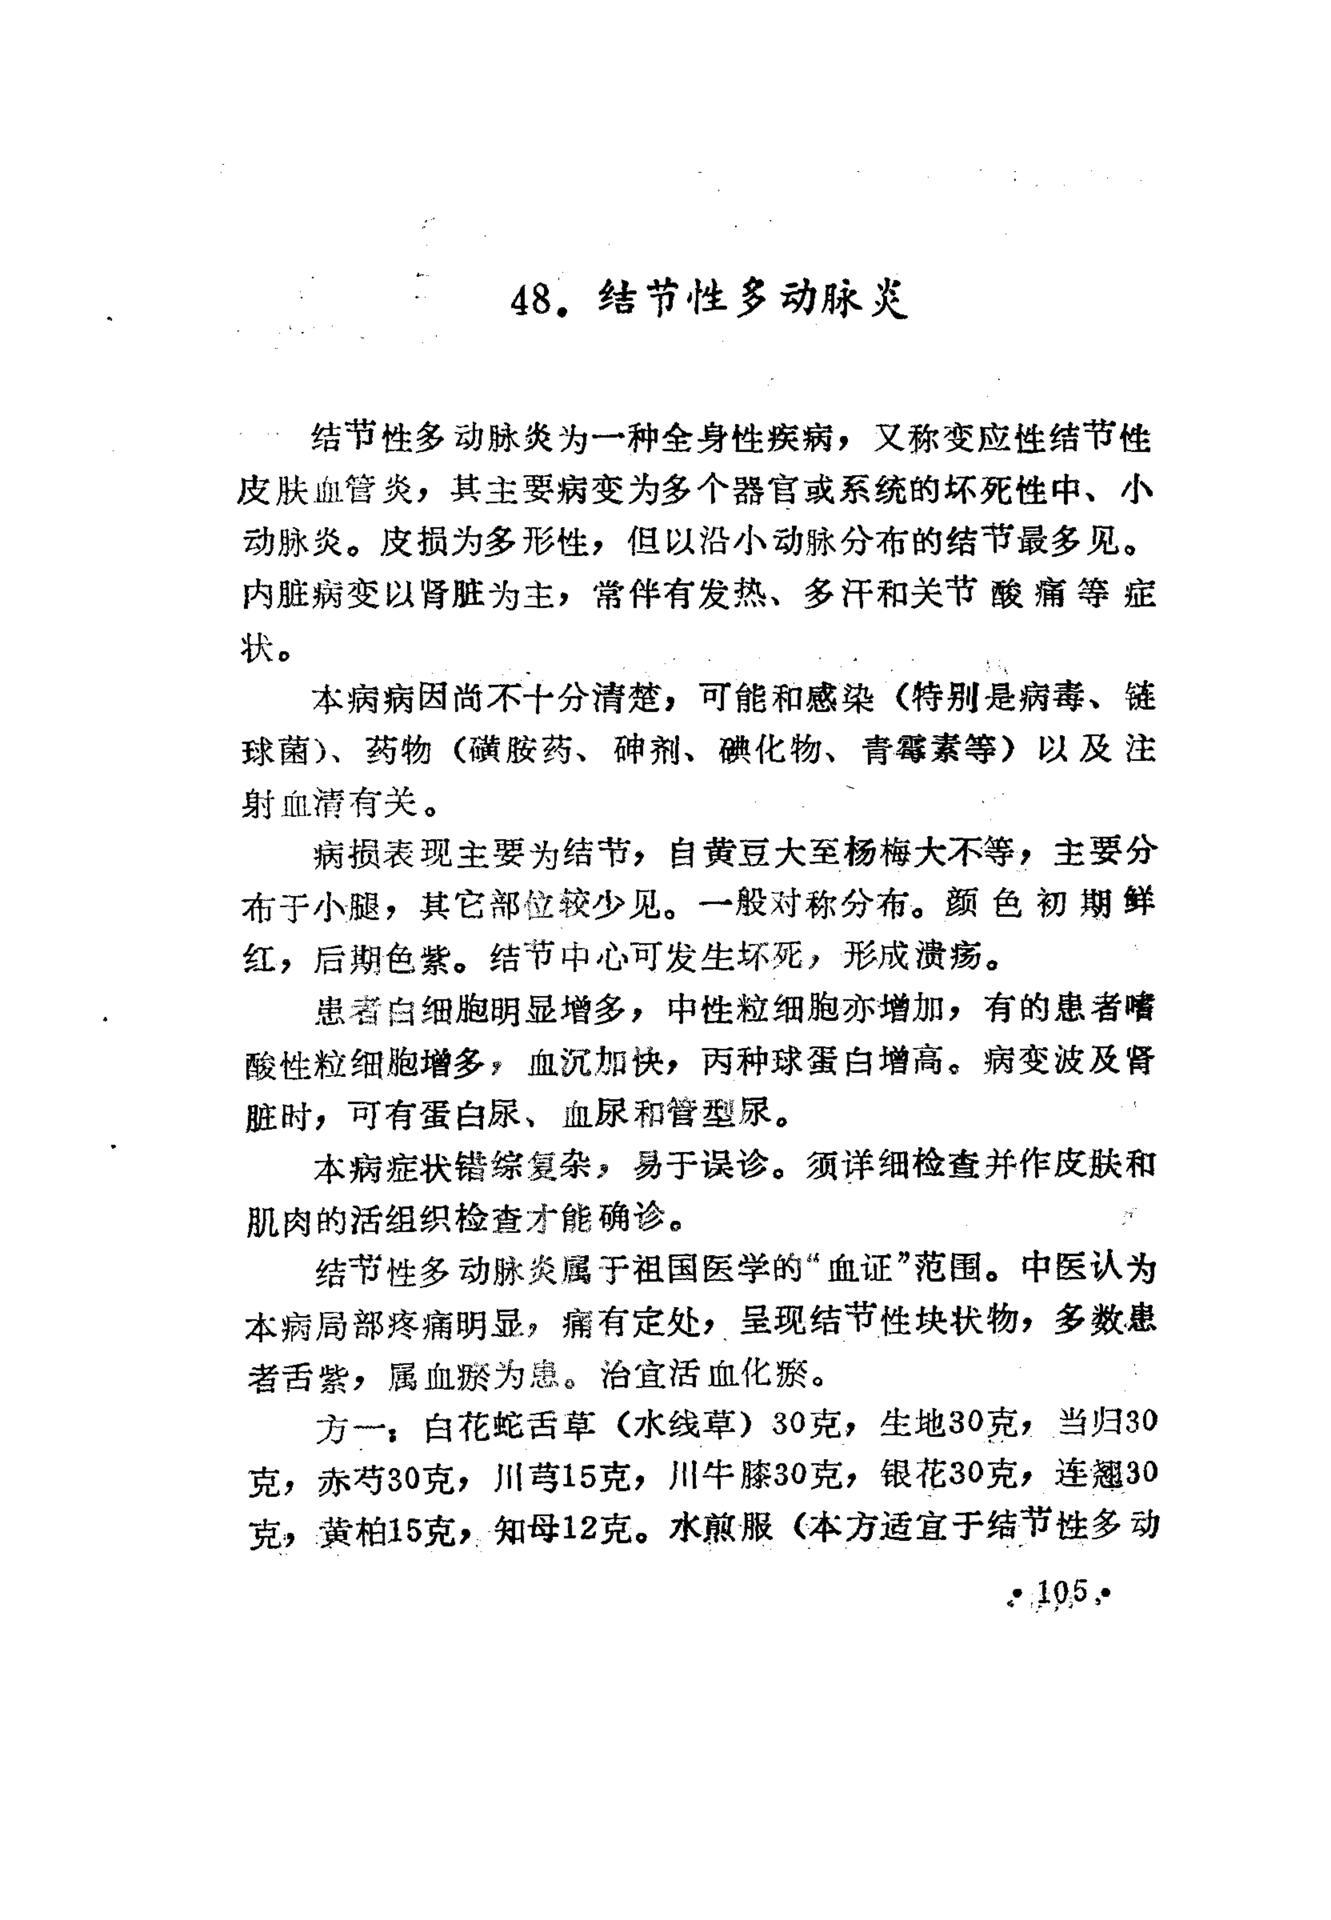 48. 结节性多动脉炎
结节性多动脉炎为一种全身性疾病，又称变应性结节性
皮肤血管炎，其主要病变为多个器官或系统的坏死性中、小
动脉炎。皮损为多形性，但以沿小动脉分布的结节最多见。
内脏病变以肾脏为主，常伴有发热、多汗和关节酸痛等症
状。
本病病因尚不十分清楚，可能和感染（特别是病毒、链
球菌）、药物（磺胺药、砷剂、碘化物、青霉素等）以及注
射血清有关。
病损表现主要为结节，自黄豆大至杨梅大不等，主要分
布于小腿，其它部位较少见。一般对称分布。颜色初期鲜
红，后期色紫。结节中心可发生坏死，形成溃疡。
患者白细胞明显增多，中性粒细胞亦增加，有的患者嗜
酸性粒细胞增多，血沉加快，丙种球蛋白增高。病变波及肾
脏时，可有蛋白尿、血尿和管型尿。
本病症状错综复杂，易于误诊。须详细检查并作皮肤和
肌肉的活组织检查才能确诊。
结节性多动脉炎属于祖国医学的“血证”范围。中医认为
本病局部疼痛明显，痛有定处，呈现结节性块状物，多数患
者舌紫，属血瘀为患。治宜活血化瘀。
方一：白花蛇舌草（水线草）30克，生地30克，当归30
克，赤芍30克，川芎15克，川牛膝30克，银花30克，连翘30
克，黄柏15克，知母12克。水煎服（本方适宜于结节性多动
•105•